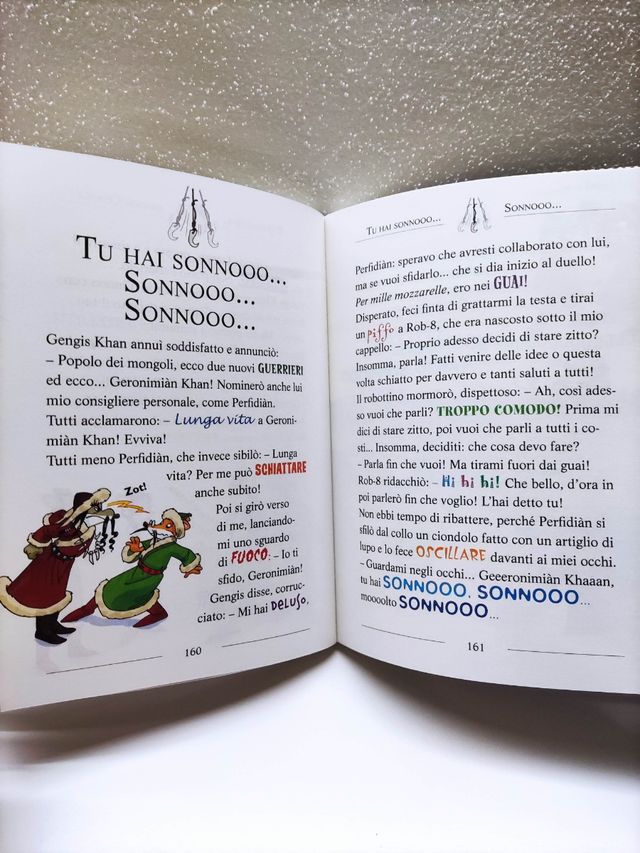 TU HAI SONNOOO...
SONNOOO...
SONNOOO...
Gengis Khan annuì soddisfatto e annunciò:
– Popolo dei mongoli, ecco due nuovi GUERRIERI
ed ecco... Geronimiàn Khan! Nominerò anche lui
mio consigliere personale, come Perfidiàn.
Tutti acclamarono: – Lunga vita a Geroni-
miàn Khan! Evviva!
Tutti meno Perfidiàn, che invece sibilò: – Lunga
vita? Per me può SCHIATTARE
anche subito!
Poi si girò verso
di me, lanciando-
mi uno sguardo
di FUOCO: – Io ti
sfido, Geronimiàn!
Gengis disse, corruc-
ciato: – Mi hai DELUSO,
Zot!
160
TU HAI SONNOOO... SONNOOO...
Perfidiàn: speravo che avresti collaborato con lui,
ma se vuoi sfidarlo... che si dia inizio al duello!
Per mille mozzarelle, ero nei GUAI!
Disperato, feci finta di grattarmi la testa e tirai
un piffo a Rob-8, che era nascosto sotto il mio
cappello: – Proprio adesso decidi di stare zitto?
Insomma, parla! Fatti venire delle idee o questa
volta schiatto per davvero e tanti saluti a tutti!
Il robottino mormorò, dispettoso: – Ah, così ades-
so vuoi che parli? TROPPO COMODO! Prima mi
dici di stare zitto, poi vuoi che parli a tutti i co-
sti... Insomma, deciditi: che cosa devo fare?
– Parla fin che vuoi! Ma tirami fuori dai guai!
Rob-8 ridacchiò: – Hi hi hi! Che bello, d'ora in
poi parlerò fin che voglio! L'hai detto tu!
Non ebbi tempo di ribattere, perché Perfidiàn si
sfilò dal collo un ciondolo fatto con un artiglio di
lupo e lo fece OSCILLARE davanti ai miei occhi.
– Guardami negli occhi... Geeeronimiàn Khaaan,
tu hai SONNOOO, SONNOOO...
moooolto SONNOOO...
161